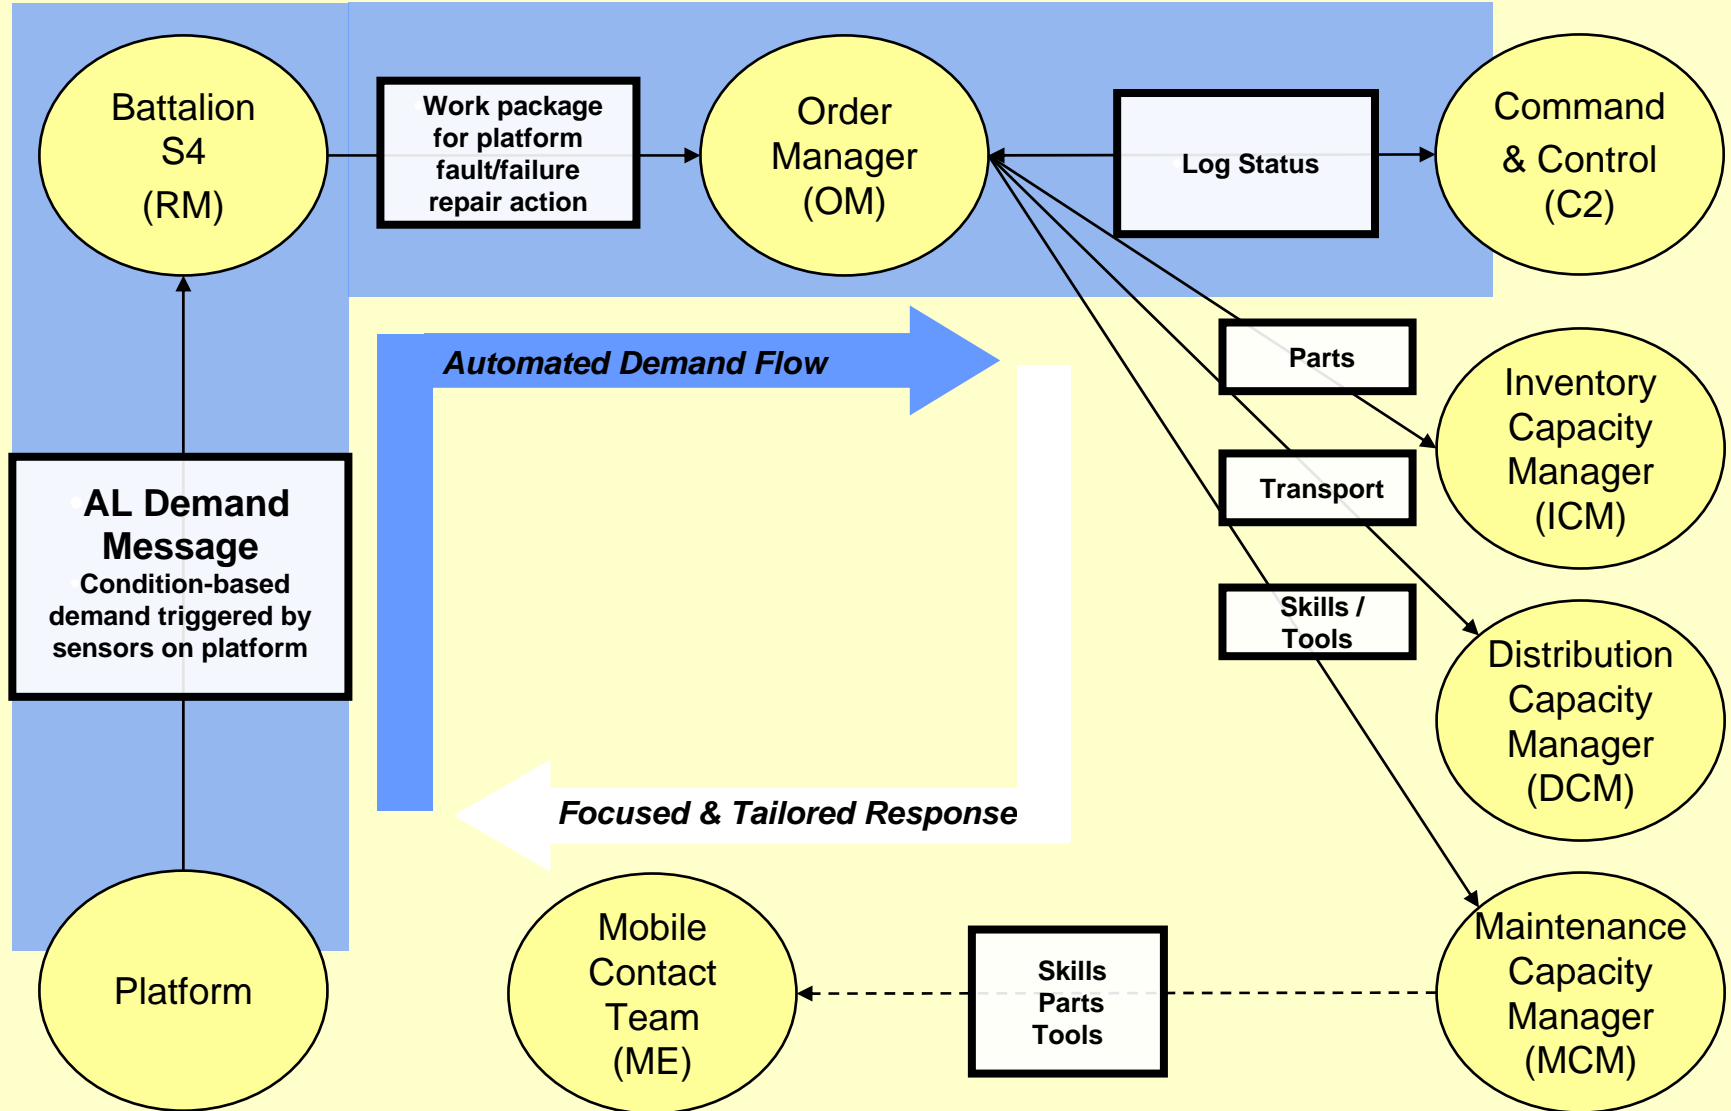 Battalion
S4
(RM)
Work package
for platform
fault/failure
repair action
Order
Manager
(OM)
Log Status
Command
& Control
(C2)
Automated Demand Flow
Parts
Inventory
Capacity
Manager
(ICM)
•AL Demand
Message
Condition-based
demand triggered by
sensors on platform
Transport
Skills /
Tools
Distribution
Capacity
Manager
(DCM)
Focused & Tailored Response
Platform
Mobile
Contact
Team
(ME)
Skills
Parts
Tools
Maintenance
Capacity
Manager
(MCM)